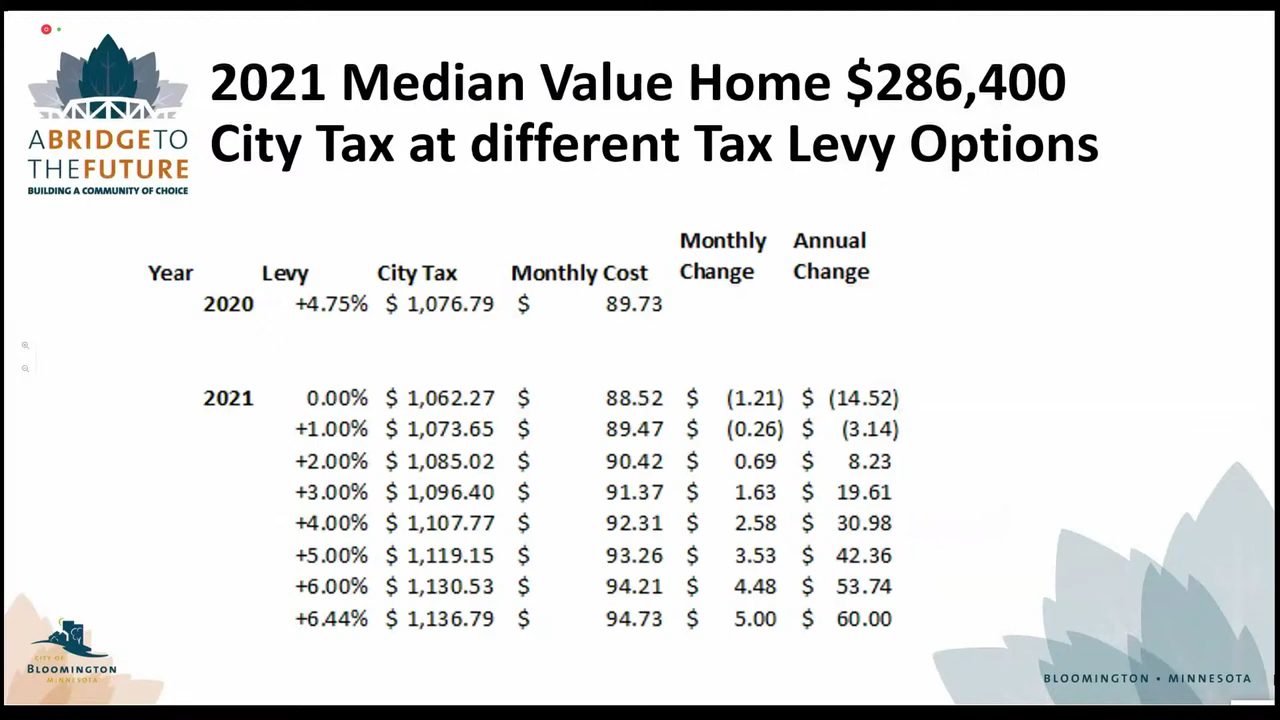 2021 Median Value Home $286,400
City Tax at different Tax Levy Options
A BRIDGE TO
THE FUTURE
BUILDING A COMMUNITY OF CHOICE
Year Levy City Tax Monthly Cost Monthly Change Annual Change
2020 +4.75% $ 1,076.79 $ 89.73
2021 0.00% $ 1,062.27 $ 88.52 $ (1.21) $ (14.52)
+1.00% $ 1,073.65 $ 89.47 $ (0.26) $ (3.14)
+2.00% $ 1,085.02 $ 90.42 $ 0.69 $ 8.23
+3.00% $ 1,096.40 $ 91.37 $ 1.63 $ 19.61
+4.00% $ 1,107.77 $ 92.31 $ 2.58 $ 30.98
+5.00% $ 1,119.15 $ 93.26 $ 3.53 $ 42.36
+6.00% $ 1,130.53 $ 94.21 $ 4.48 $ 53.74
+6.44% $ 1,136.79 $ 94.73 $ 5.00 $ 60.00
CITY OF
BLOOMINGTON
MINNESOTA
BLOOMINGTON • MINNESOTA